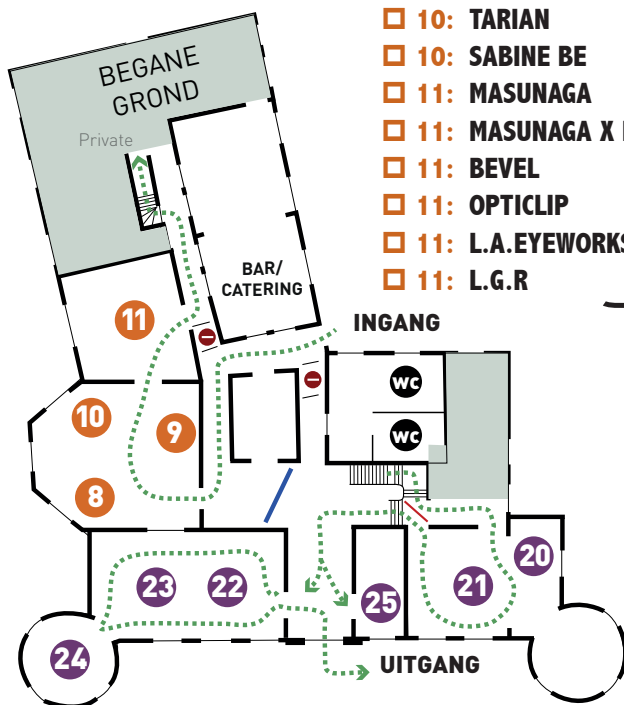 10: TARIAN
10: SABINE BE
11: MASUNAGA
11: MASUNAGA X
11: BEVEL
11: OPTICLIP
11: L.A.EYEWORKS
11: L.G.R
BEGANE
GROND
Private
BAR/
CATERING
INGANG
11
10
9
8
WC
WC
20
21
22
23
24
25
UITGANG